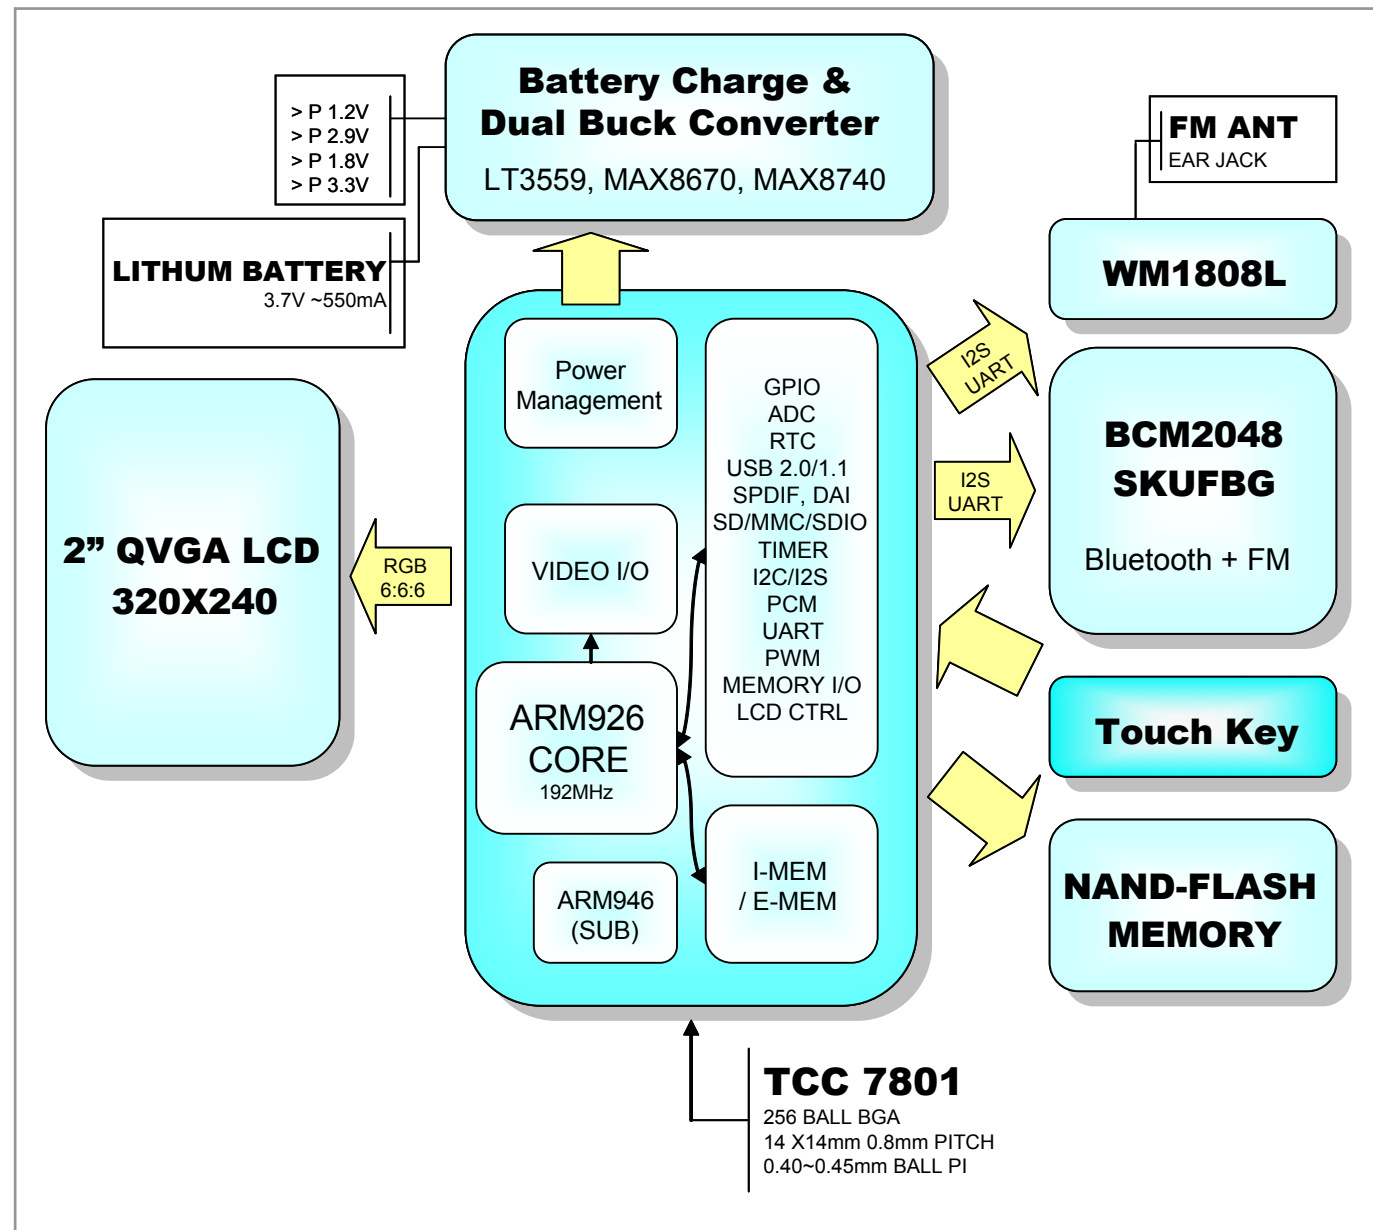 Battery Charge &
Dual Buck Converter
LT3559, MAX8670, MAX8740
> P 1.2V
> P 2.9V
> P 1.8V
> P 3.3V
LITHUM BATTERY
3.7V ~550mA
FM ANT
EAR JACK
WM1808L
I2S
UART
BCM2048
SKUFBG
Bluetooth + FM
I2S
UART
Touch Key
NAND-FLASH
MEMORY
2” QVGA LCD
320X240
RGB
6:6:6
Power
Management
VIDEO I/O
ARM926
CORE
192MHz
ARM946
(SUB)
GPIO
ADC
RTC
USB 2.0/1.1
SPDIF, DAI
SD/MMC/SDIO
TIMER
I2C/I2S
PCM
UART
PWM
MEMORY I/O
LCD CTRL
I-MEM
/ E-MEM
TCC 7801
256 BALL BGA
14 X14mm 0.8mm PITCH
0.40~0.45mm BALL PI